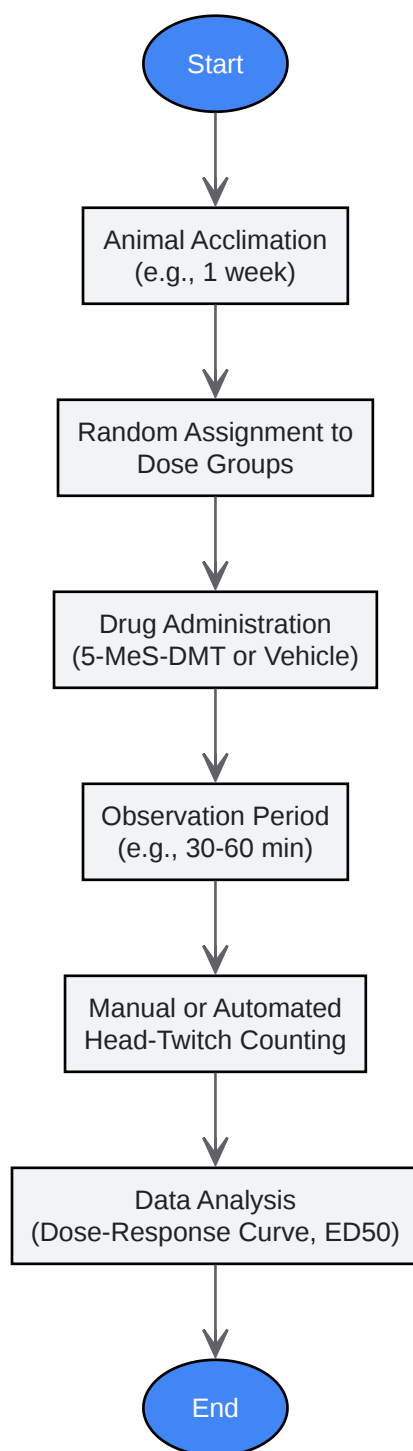 Start
Animal Acclimation
(e.g., 1 week)
Random Assignment to
Dose Groups
Drug Administration
(5-MeS-DMT or Vehicle)
Observation Period
(e.g., 30-60 min)
Manual or Automated
Head-Twitch Counting
Data Analysis
(Dose-Response Curve, ED50)
End